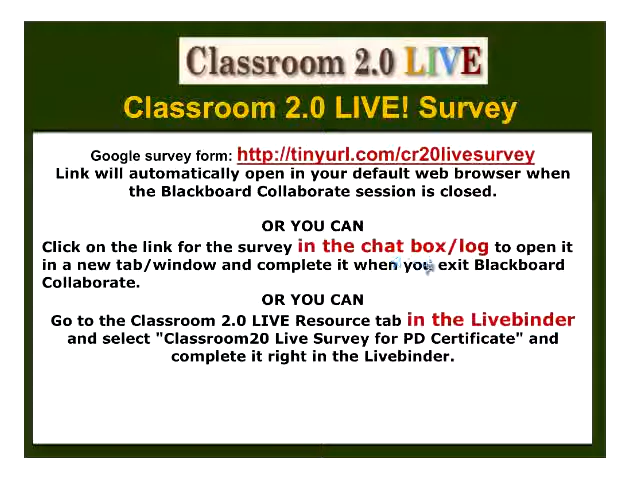 Classroom 2.0 LIVE
Classroom 2.0 LIVE! Survey
Google survey form: http://tinyurl.com/cr20livesurvey
Link will automatically open in your default web browser when
the Blackboard Collaborate session is closed.
OR YOU CAN
Click on the link for the survey in the chat box/log to open it
in a new tab/window and complete it when you exit Blackboard
Collaborate.
OR YOU CAN
Go to the Classroom 2.0 LIVE Resource tab in the Livebinder
and select "Classroom20 Live Survey for PD Certificate" and
complete it right in the Livebinder.